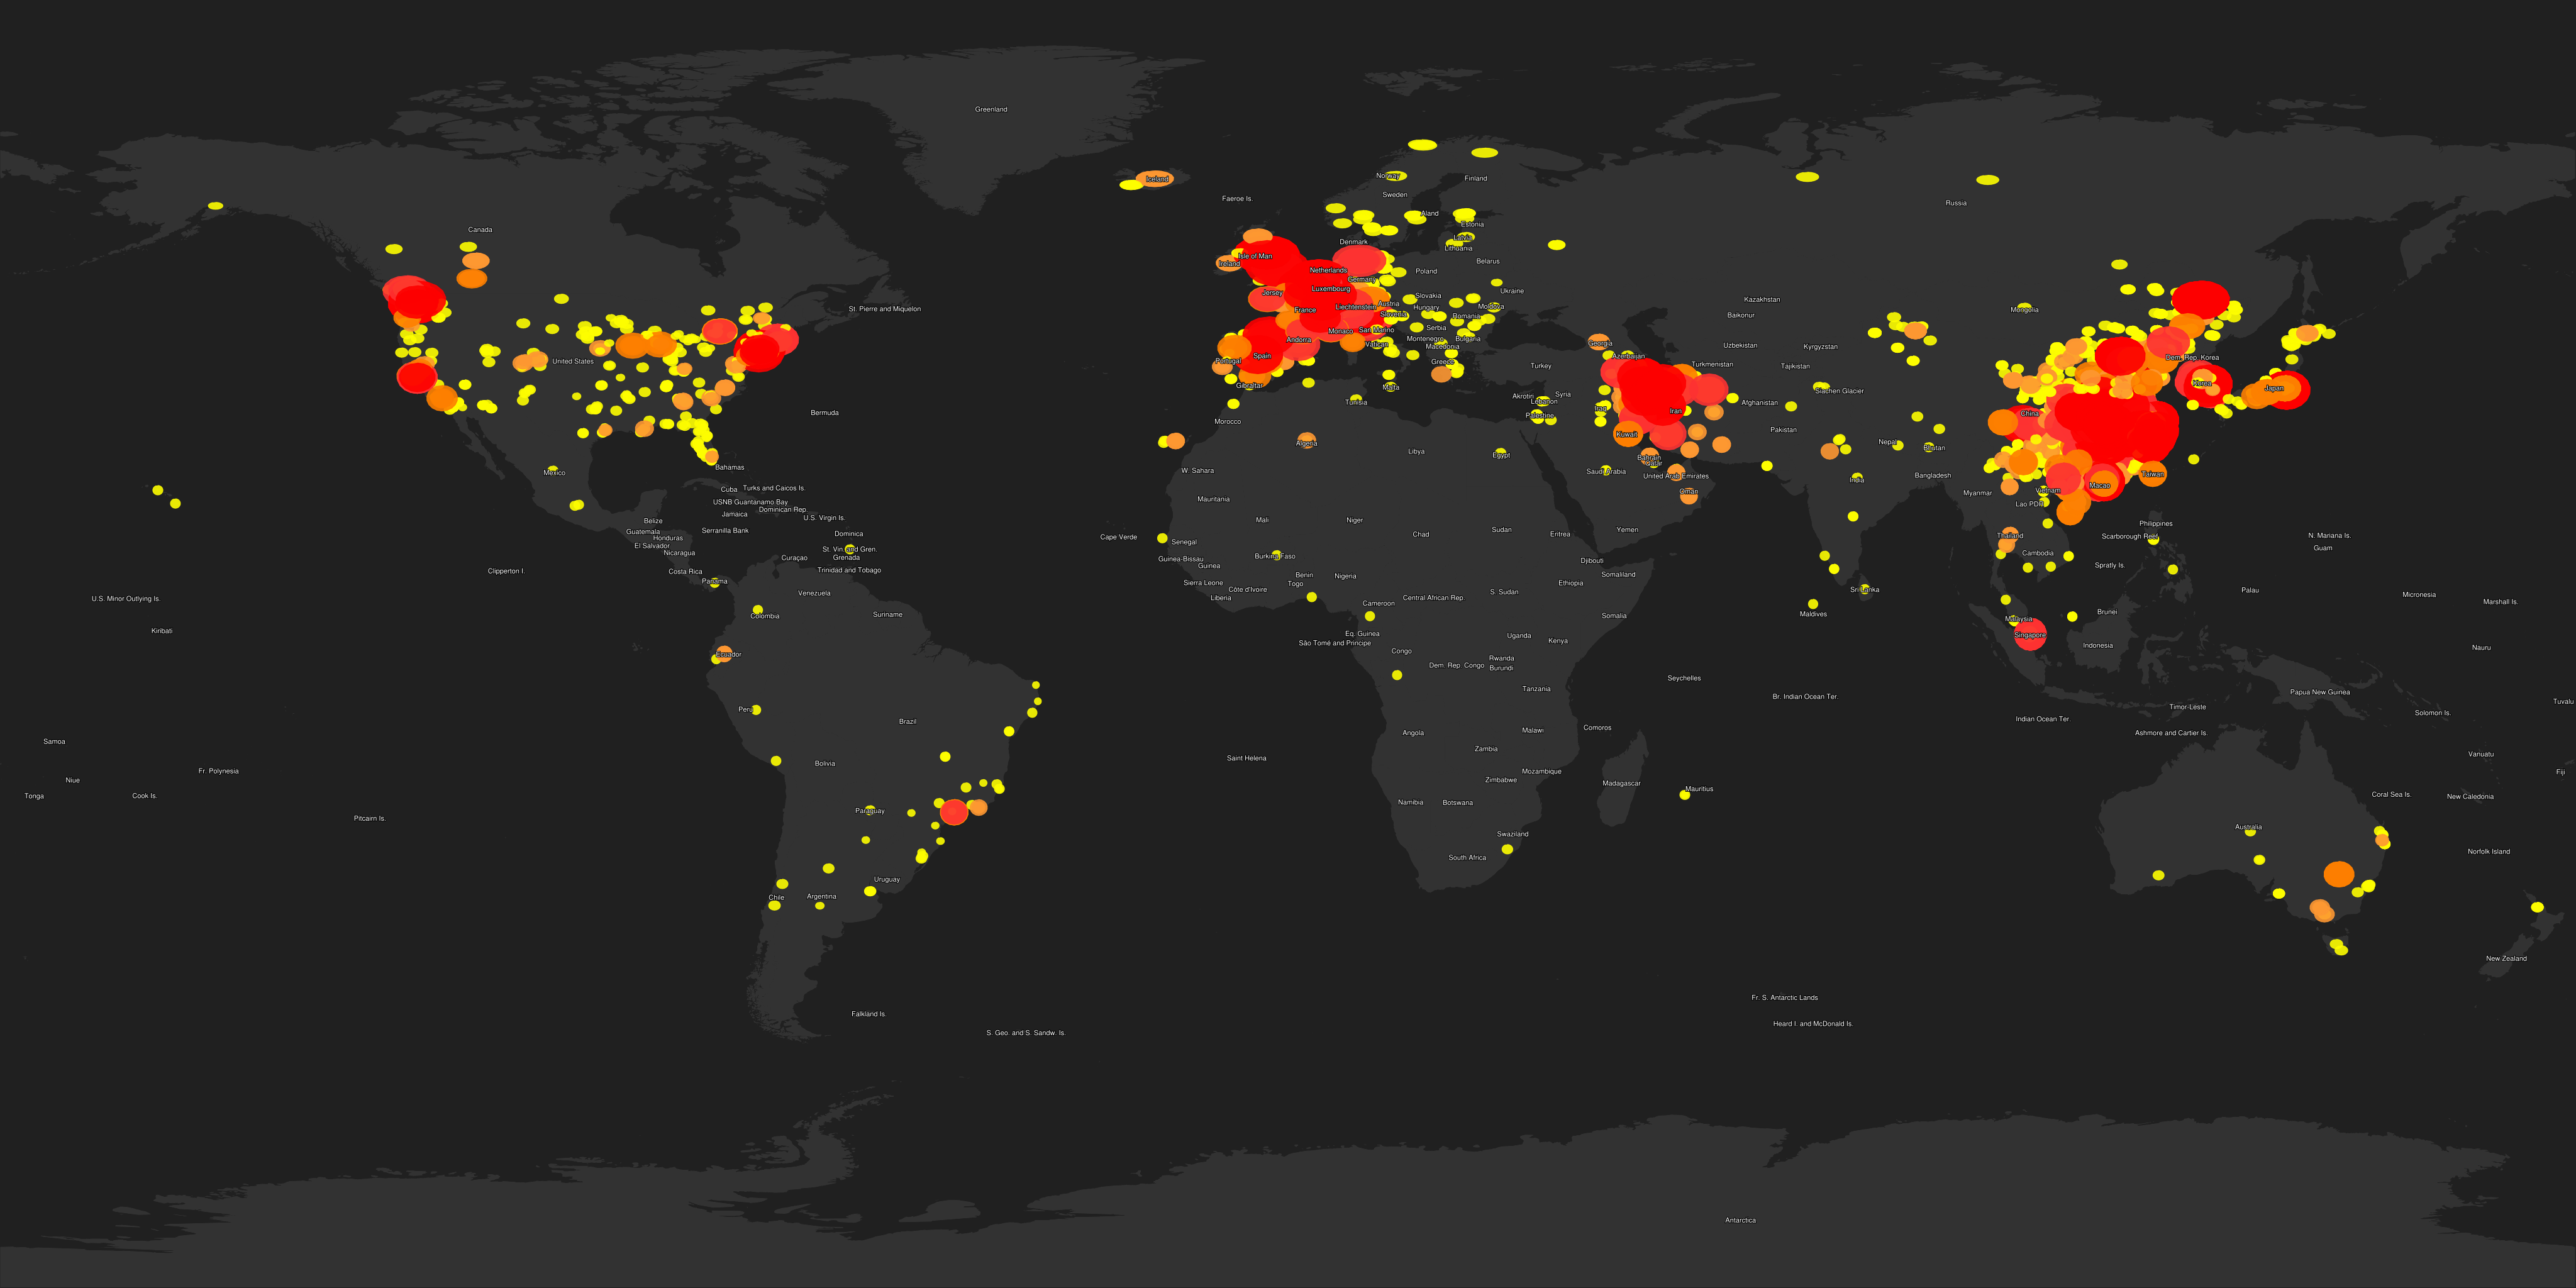 Greenland
Norway
Iceland
Finland
Sweden
Faeroe Is.
Russia
Aland
Canada
Estonia
Latvia
Denmark
Lithuania
Isle of Man
Ireland
Belarus
Netherlands
Poland
Germany
Luxembourg
Ukraine
Jersey
Slovakia
Kazakhstan
Austria
Liechtenstein
Hungary
Moldova
St. Pierre and Miquelon
France
Mongolia
Slovenia
Romania
Baikonur
Serbia
Monaco
San Marino
Andorra
Montenegro
Bulgaria
Georgia
Vatican
Macedonia
Uzbekistan
Kyrgyzstan
Spain
Azerbaijan
Dem. Rep. Korea
United States
Portugal
Greece
Turkey
Turkmenistan
Tajikistan
Korea
Gibraltar
Malta
Japan
Siachen Glacier
Akrotiri
Syria
Tunisia
Lebanon
Afghanistan
Iraq
Iran
Bermuda
Palestine
China
Morocco
Pakistan
Kuwait
Algeria
Nepal
Bhutan
Libya
Egypt
Bahrain
Qatar
Bahamas
Mexico
W. Sahara
Saudi Arabia
United Arab Emirates
Bangladesh
Taiwan
India
Macao
Cuba
Turks and Caicos Is.
Oman
Vietnam
Myanmar
USNB Guantanamo Bay
Mauritania
Lao PDR
Dominican Rep.
Jamaica
U.S. Virgin Is.
Belize
Mali
Niger
Philippines
Guatemala
Serranilla Bank
Sudan
Yemen
Honduras
Dominica
Cape Verde
Chad
Eritrea
Thailand
Scarborough Reef
N. Mariana Is.
El Salvador
Senegal
Guam
St. Vin. and Gren.
Nicaragua
Burkina Faso
Cambodia
Curaçao
Grenada
Guinea-Bissau
Djibouti
Clipperton I.
Costa Rica
Trinidad and Tobago
Guinea
Spratly Is.
Panama
Benin
Nigeria
Somaliland
Sierra Leone
Togo
Ethiopia
Venezuela
Côte d'Ivoire
S. Sudan
Sri Lanka
Palau
U.S. Minor Outlying Is.
Liberia
Central African Rep.
Micronesia
Cameroon
Marshall Is.
Colombia
Suriname
Somalia
Maldives
Brunei
Malaysia
Kiribati
Eq. Guinea
Uganda
Singapore
São Tomé and Principe
Kenya
Indonesia
Congo
Nauru
Ecuador
Rwanda
Dem. Rep. Congo
Burundi
Seychelles
Tanzania
Papua New Guinea
Br. Indian Ocean Ter.
Tuvalu
Peru
Timor-Leste
Solomon Is.
Brazil
Indian Ocean Ter.
Comoros
Angola
Malawi
Ashmore and Cartier Is.
Samoa
Zambia
Vanuatu
Saint Helena
Bolivia
Fr. Polynesia
Mozambique
Fiji
Niue
Zimbabwe
Madagascar
Mauritius
Tonga
Cook Is.
Coral Sea Is.
New Caledonia
Namibia
Botswana
Paraguay
Pitcairn Is.
Australia
Swaziland
Norfolk Island
South Africa
Uruguay
Chile
Argentina
New Zealand
Fr. S. Antarctic Lands
Falkland Is.
Heard I. and McDonald Is.
S. Geo. and S. Sandw. Is.
Antarctica